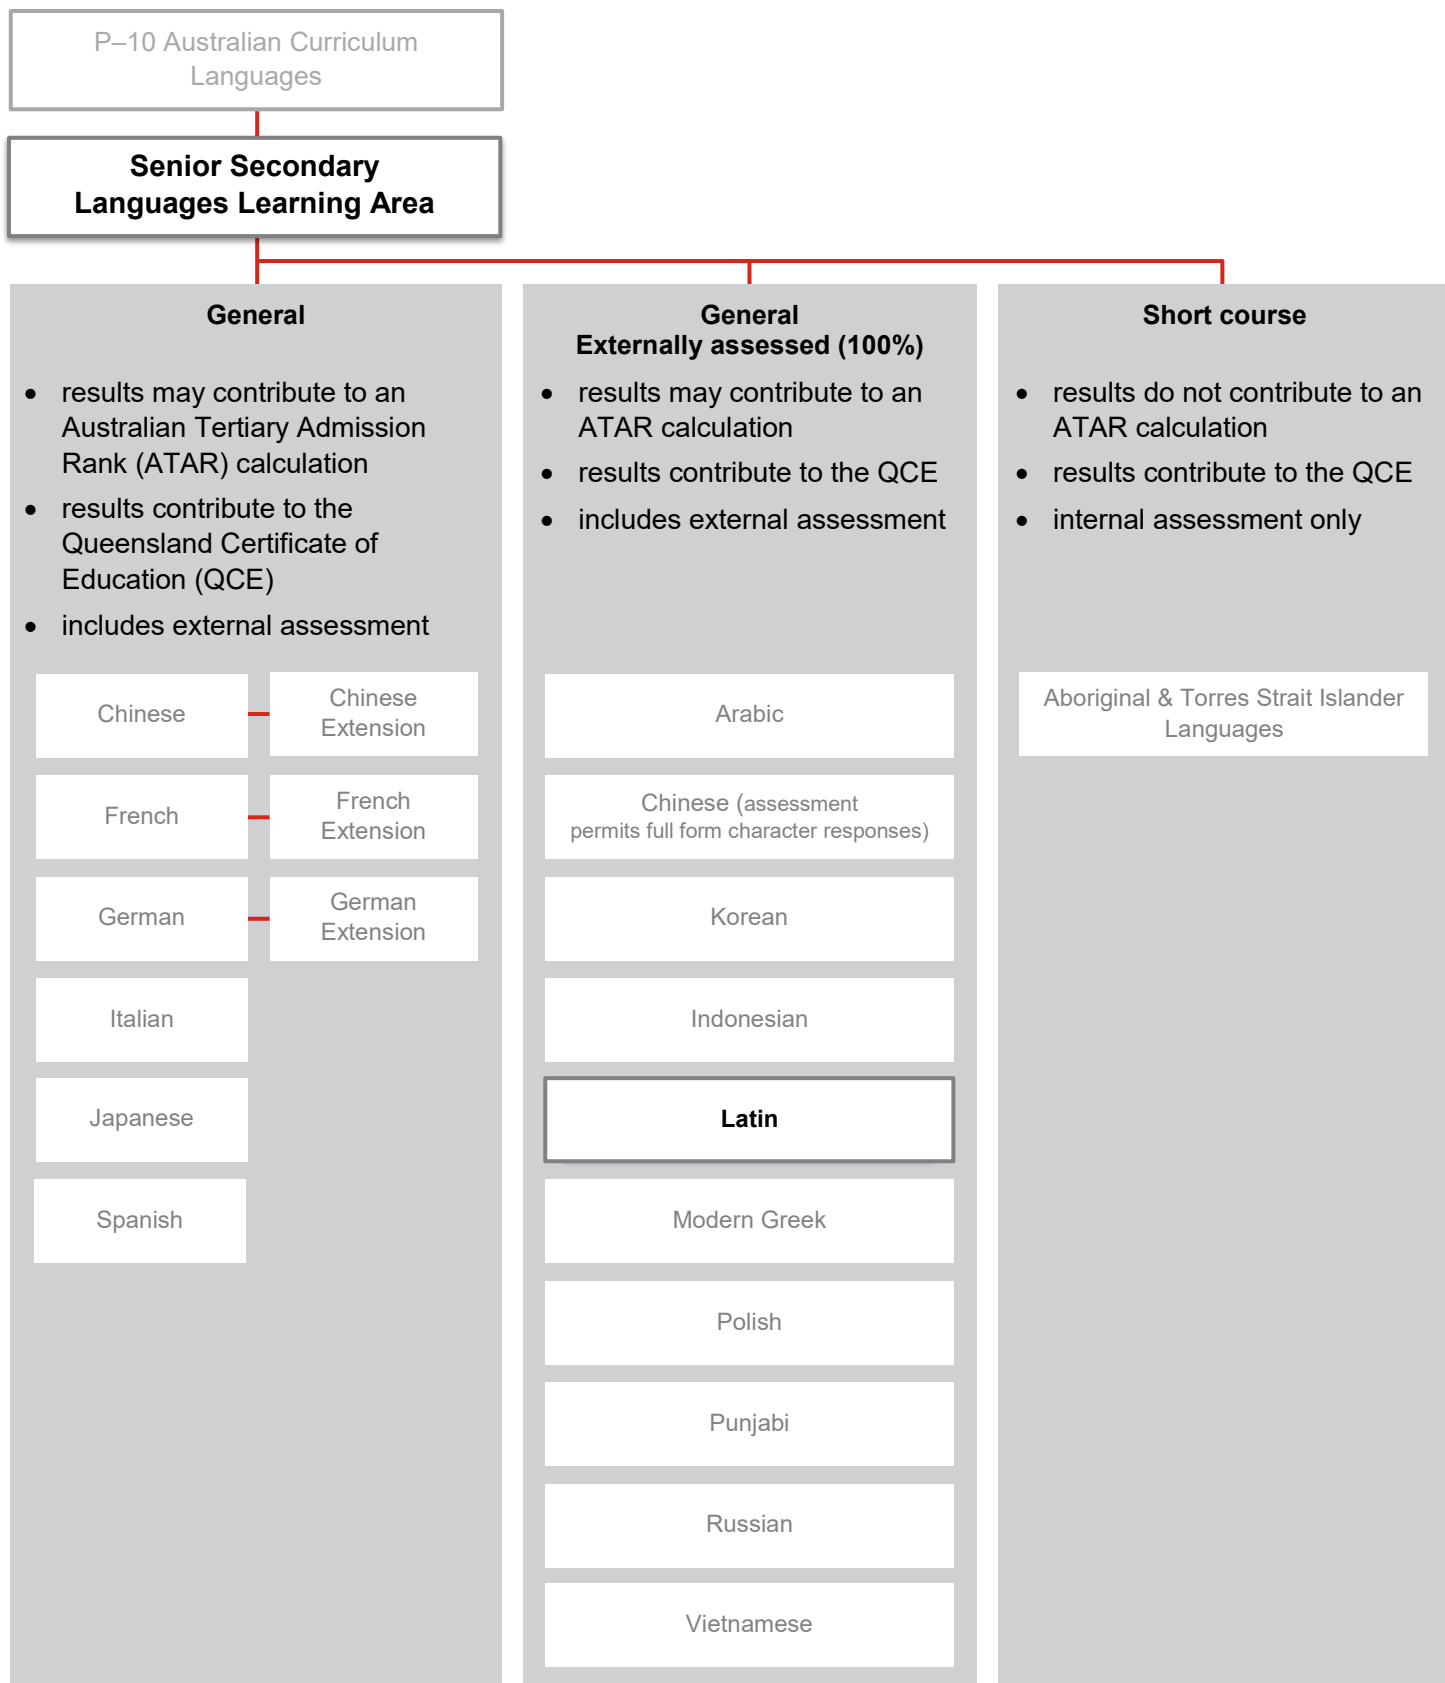 P–10 Australian Curriculum
Languages
Senior Secondary
Languages Learning Area
General
• results may contribute to an
Australian Tertiary Admission
Rank (ATAR) calculation
• results contribute to the
Queensland Certificate of
Education (QCE)
• includes external assessment
Chinese
Chinese
Extension
French
French
Extension
German
German
Extension
Italian
Japanese
Spanish
General
Externally assessed (100%)
• results may contribute to an
ATAR calculation
• results contribute to the QCE
• includes external assessment
Arabic
Chinese (assessment
permits full form character responses)
Korean
Indonesian
Latin
Modern Greek
Polish
Punjabi
Russian
Vietnamese
Short course
• results do not contribute to an
ATAR calculation
• results contribute to the QCE
• internal assessment only
Aboriginal & Torres Strait Islander
Languages